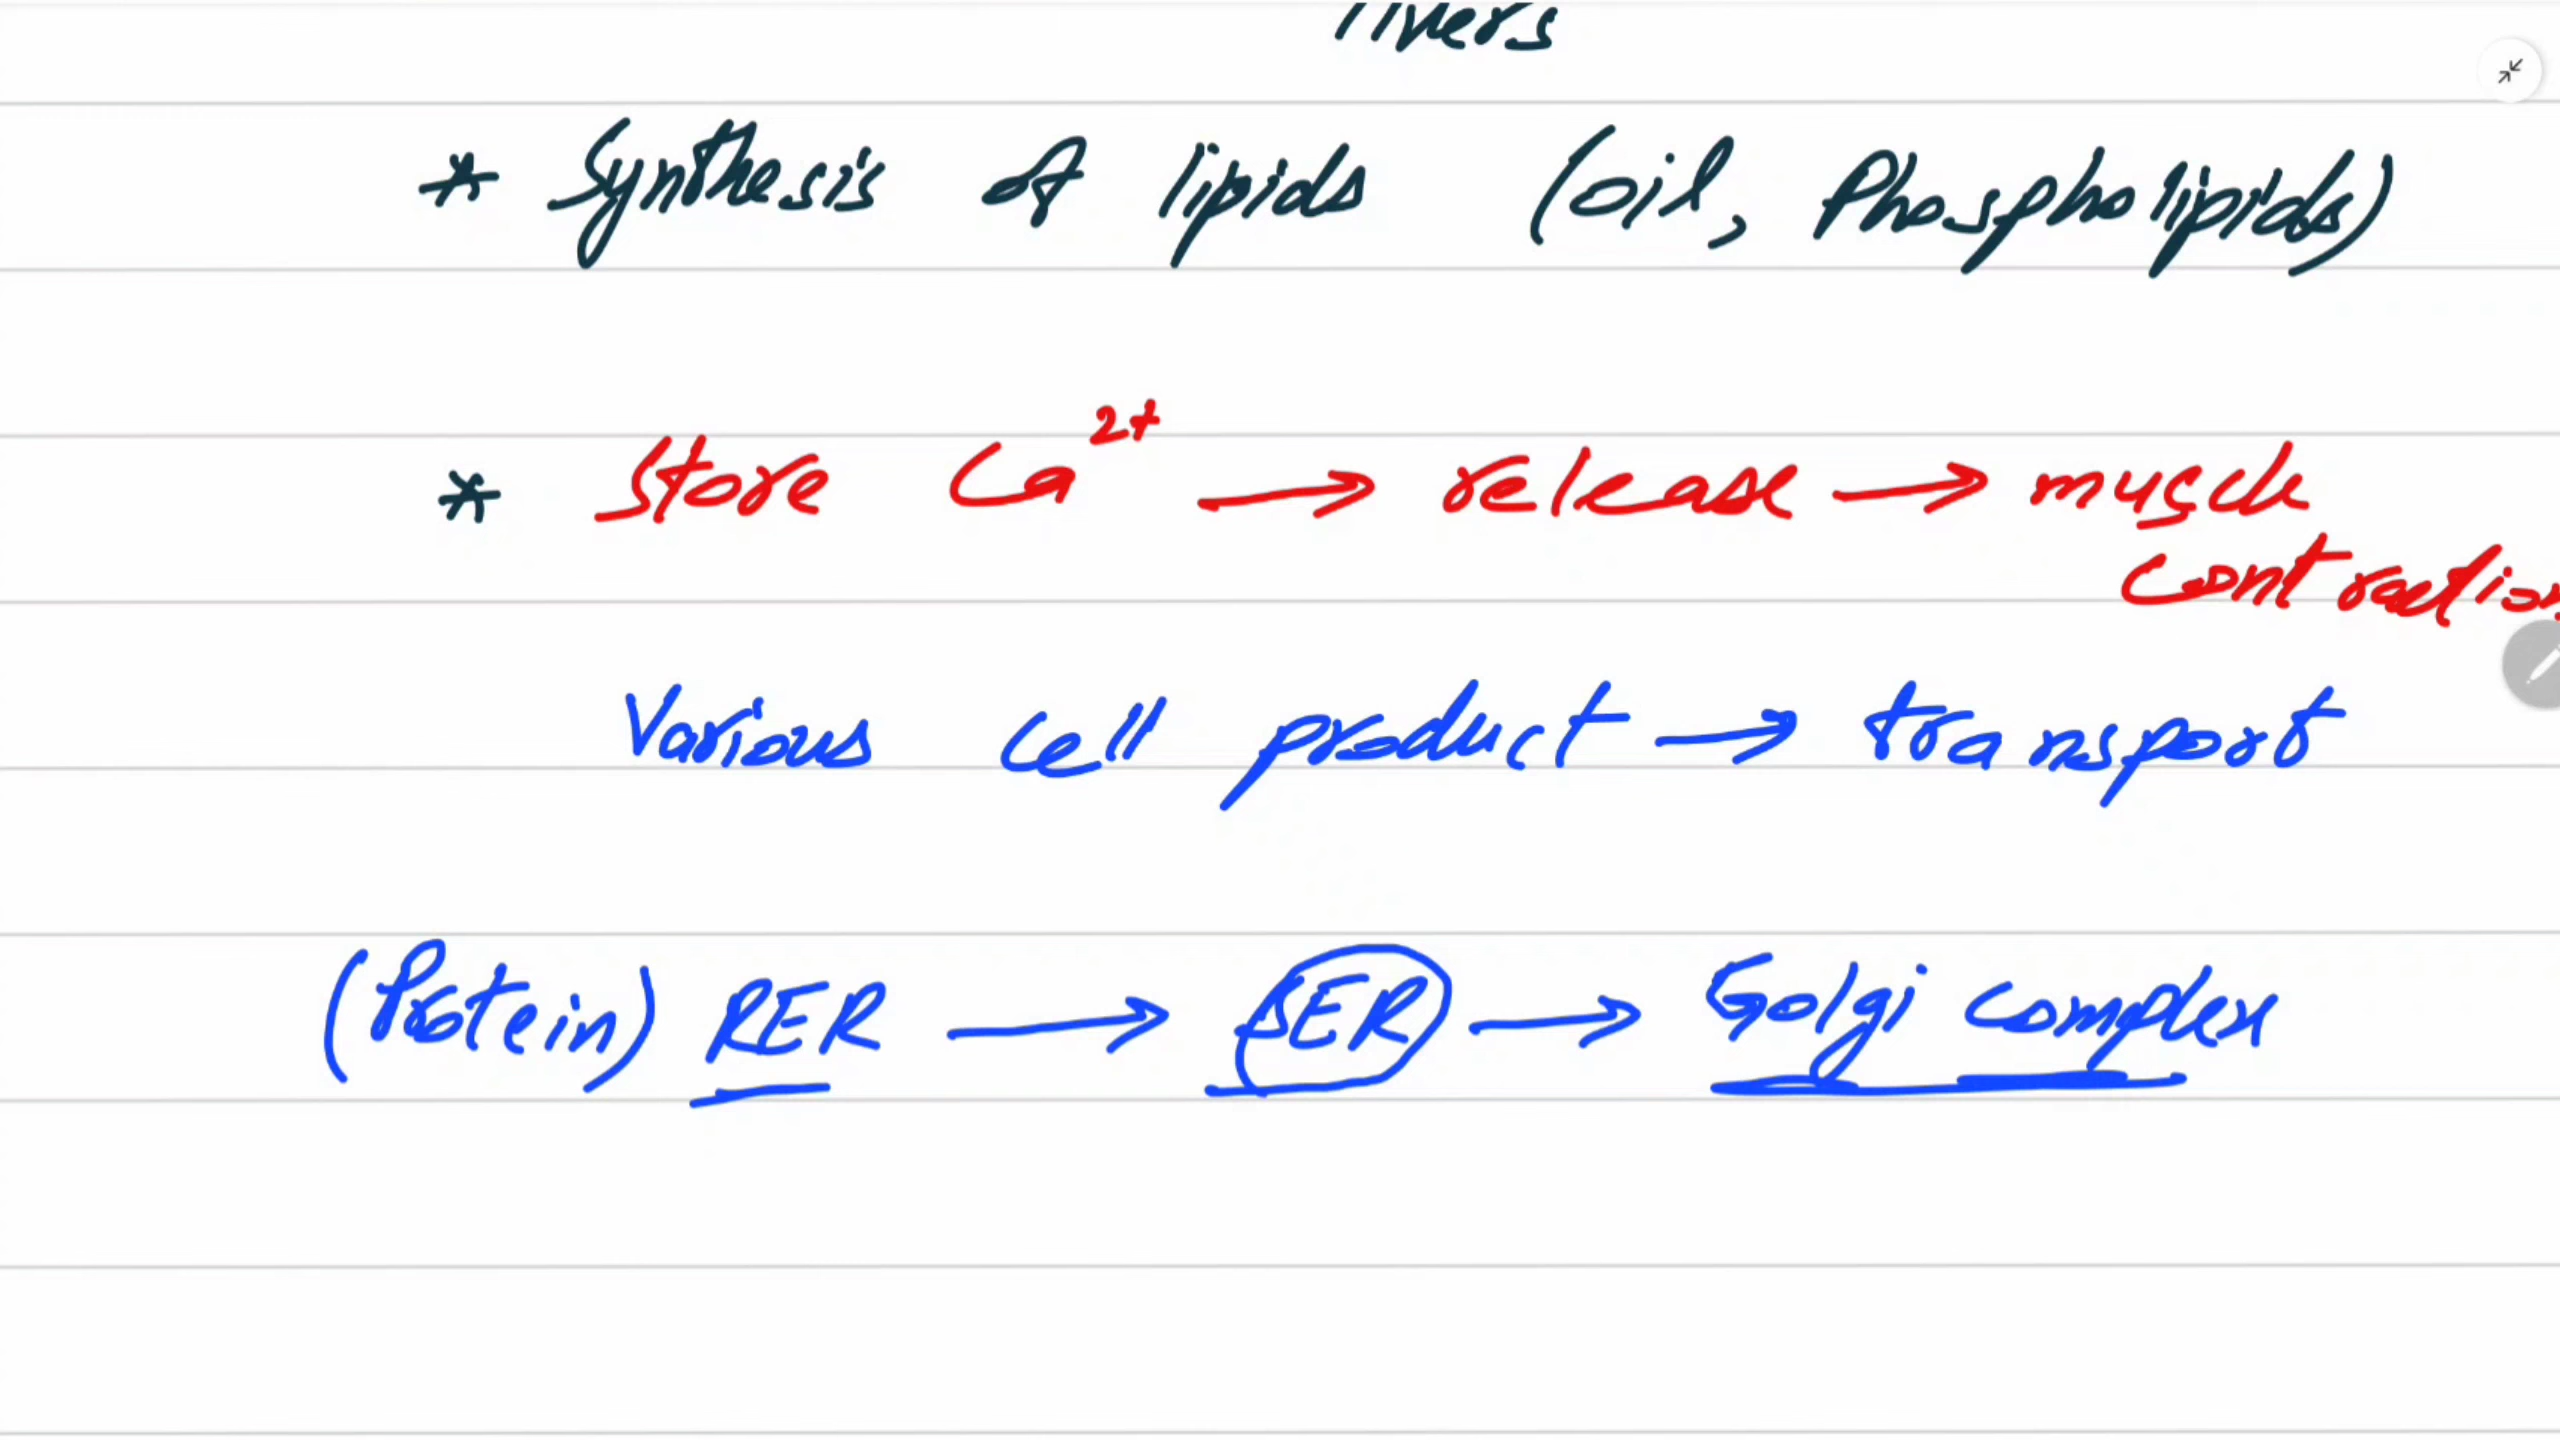 * Synthesis of lipids (oil, Phospholipids)
* Store Ca²⁺ → release → muscle
contraction
Various cell product → transport
(Protein) RER → SER → Golgi complex